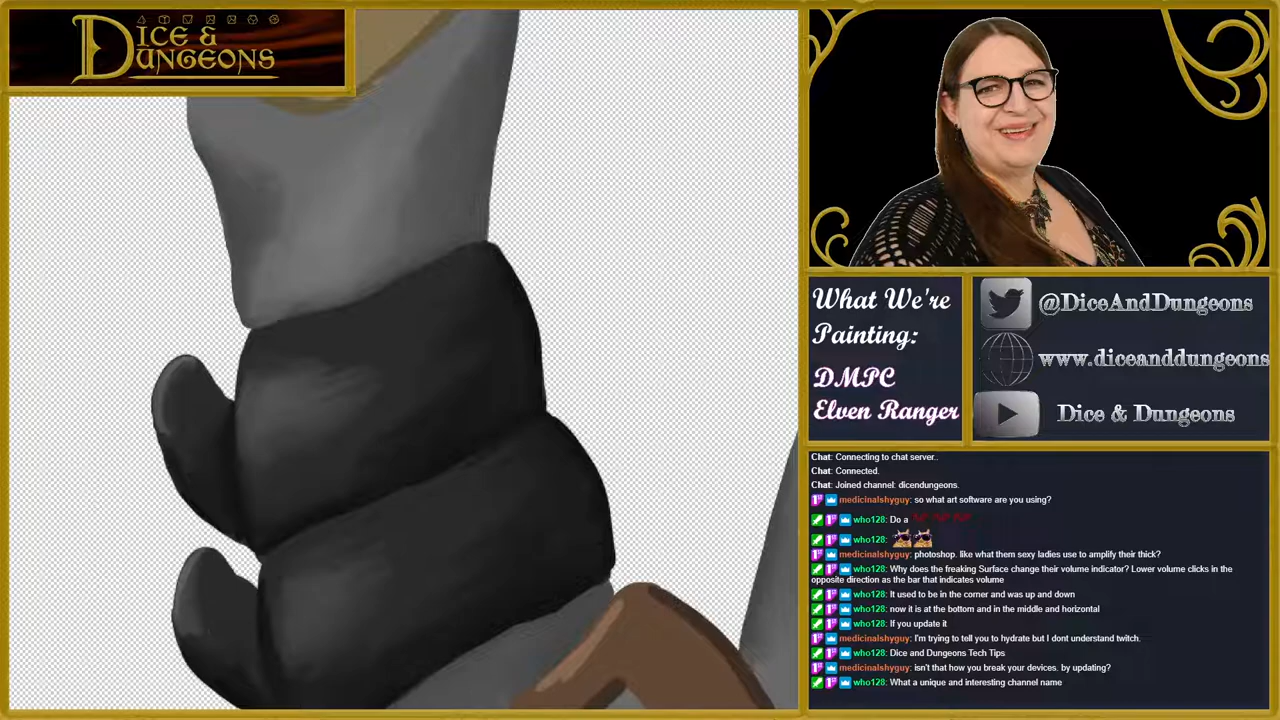 Dice &
Dungeons
What We're
Painting:
DMPC
Elven Ranger
@DiceAndDungeons
www.diceanddungeons
Dice & Dungeons
Chat: Connecting to chat server..
Chat: Connected.
Chat: Joined channel: dicendungeons.
medicinalshyguy: so what art software are you using?
who128: Do a
who128:
medicinalshyguy: photoshop. like what them sexy ladies use to amplify their thick?
who128: Why does the freaking Surface change their volume indicator? Lower volume clicks in the
opposite direction as the bar that indicates volume
who128: It used to be in the corner and was up and down
who128: now it is at the bottom and in the middle and horizontal
who128: If you update it
medicinalshyguy: I'm trying to tell you to hydrate but I dont understand twitch.
who128: Dice and Dungeons Tech Tips
medicinalshyguy: isn't that how you break your devices. by updating?
who128: What a unique and interesting channel name